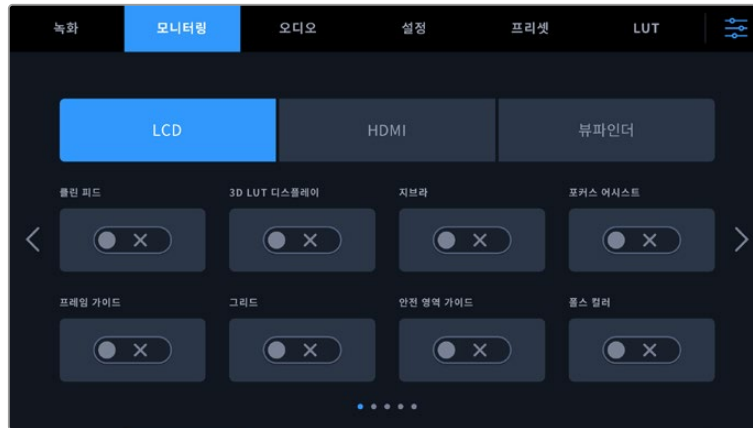 녹화 모니터링 오디오 설정 프리셋 LUT
LCD HDMI 뷰파인더
클린 피드 3D LUT 디스플레이 지브라 포커스 어시스트
프레임 가이드 그리드 안전 영역 가이드 폴스 컬러